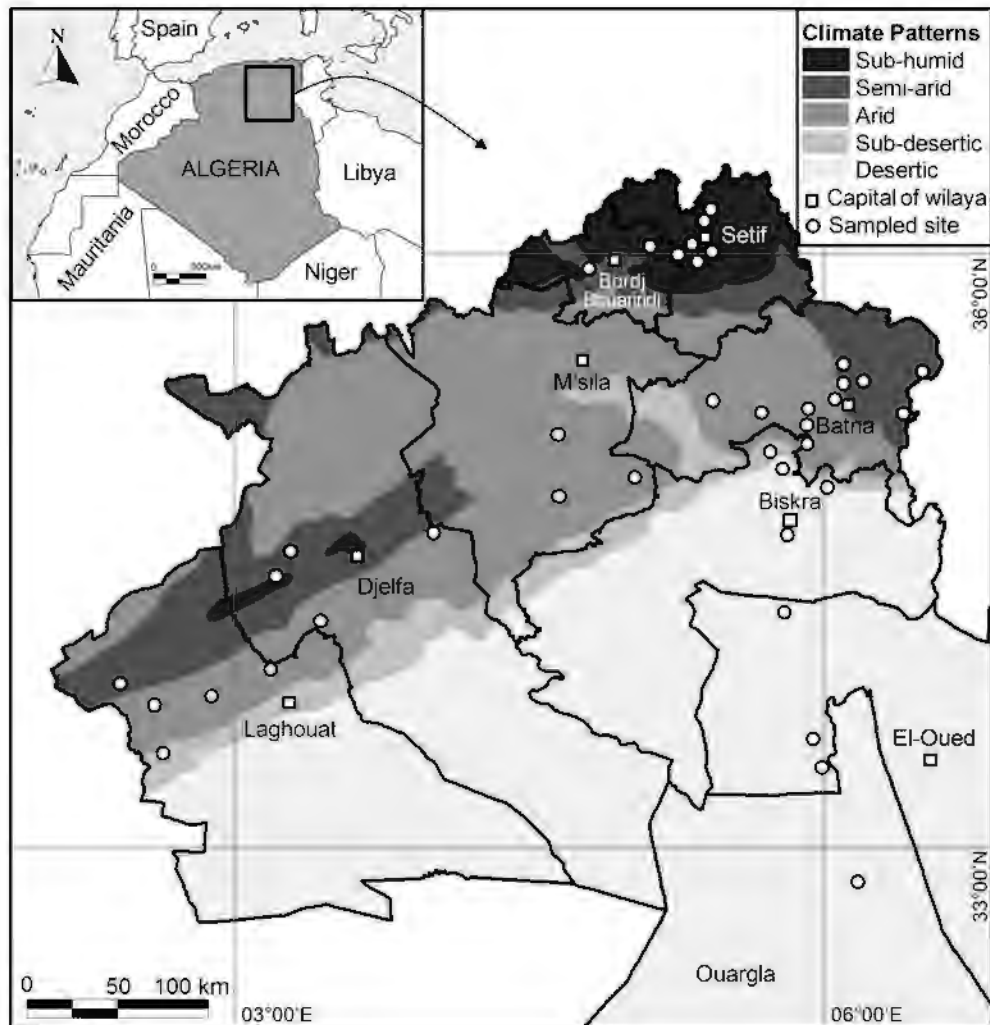 N
Spain
Morocco
ALGERIA
Libya
Mauritania
Niger
0
Climate Patterns
Sub-humid
Semi-arid
Arid
Sub-desertic
Desertic
Capital of wilaya
Sampled site
Setif
Bordj
36°00'N
M'sila
Batna
Biskra
Djelfa
Laghouat
El-Oued
33°00'N
Ouargla
0 50 100 km
03°00'E
06°00'E